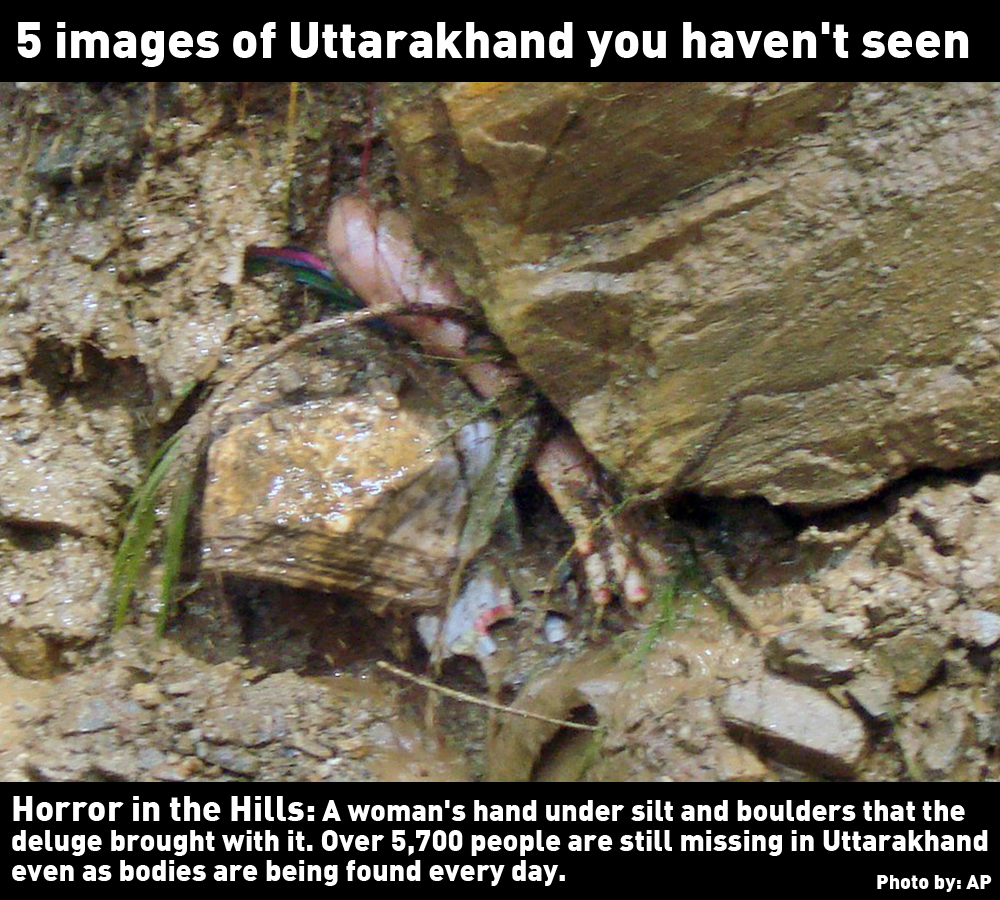 5 images of Uttarakhand you haven't seen
Horror in the Hills: A woman's hand under silt and boulders that the
deluge brought with it. Over 5,700 people are still missing in Uttarakhand
even as bodies are being found every day.
Photo by: AP